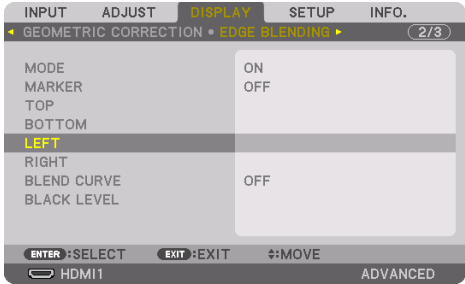 INPUT ADJUST DISPLAY SETUP INFO.
GEOMETRIC CORRECTION • EDGE BLENDING 2/3
MODE ON
MARKER OFF
TOP
BOTTOM
LEFT
RIGHT
BLEND CURVE OFF
BLACK LEVEL
ENTER :SELECT EXIT :EXIT :MOVE
HDMI1 ADVANCED